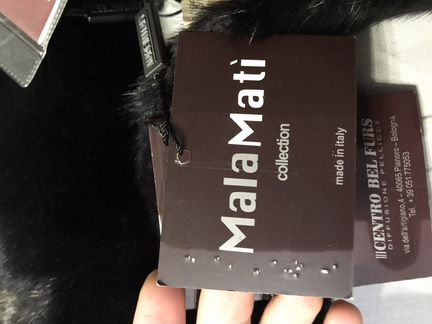 MalaMatì
collection
made in italy
CENTRO BEL FURS
DIFFUSIONE PELLICCE
via dell'artigiano,4 – 40065 Pianoro – Bologna
Tel. + 39 051 775053